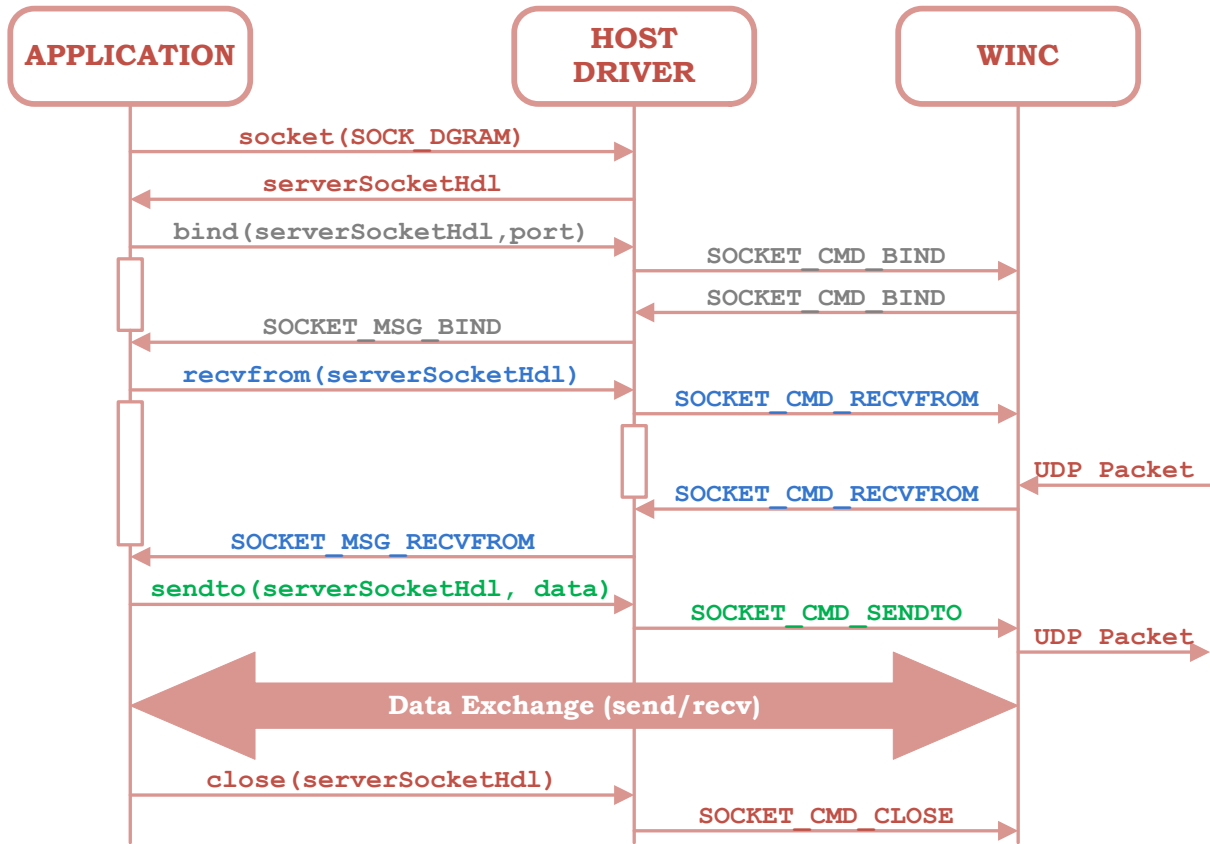 APPLICATION
HOST
DRIVER
WINC
socket(SOCK_DGRAM)
serverSocketHdl
bind(serverSocketHdl,port)
SOCKET_CMD_BIND
SOCKET_CMD_BIND
SOCKET_MSG_BIND
recvfrom(serverSocketHdl)
SOCKET_CMD_RECVFROM
UDP Packet
SOCKET_CMD_RECVFROM
SOCKET_MSG_RECVFROM
sendto(serverSocketHdl, data)
SOCKET_CMD_SENDTO
UDP Packet
Data Exchange (send/recv)
close(serverSocketHdl)
SOCKET_CMD_CLOSE